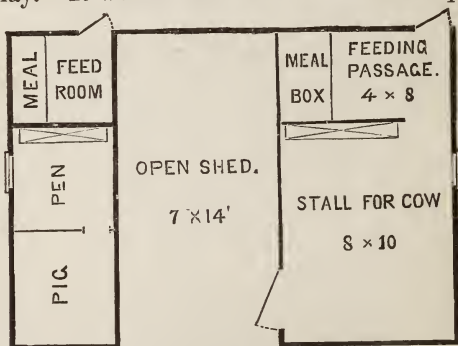 MEAL
FEED
ROOM
MEAL
BOX
FEEDING
PASSAGE.
4 × 8
PEN
PIG
OPEN SHED.
7 × 14'
STALL FOR COW
8 × 10